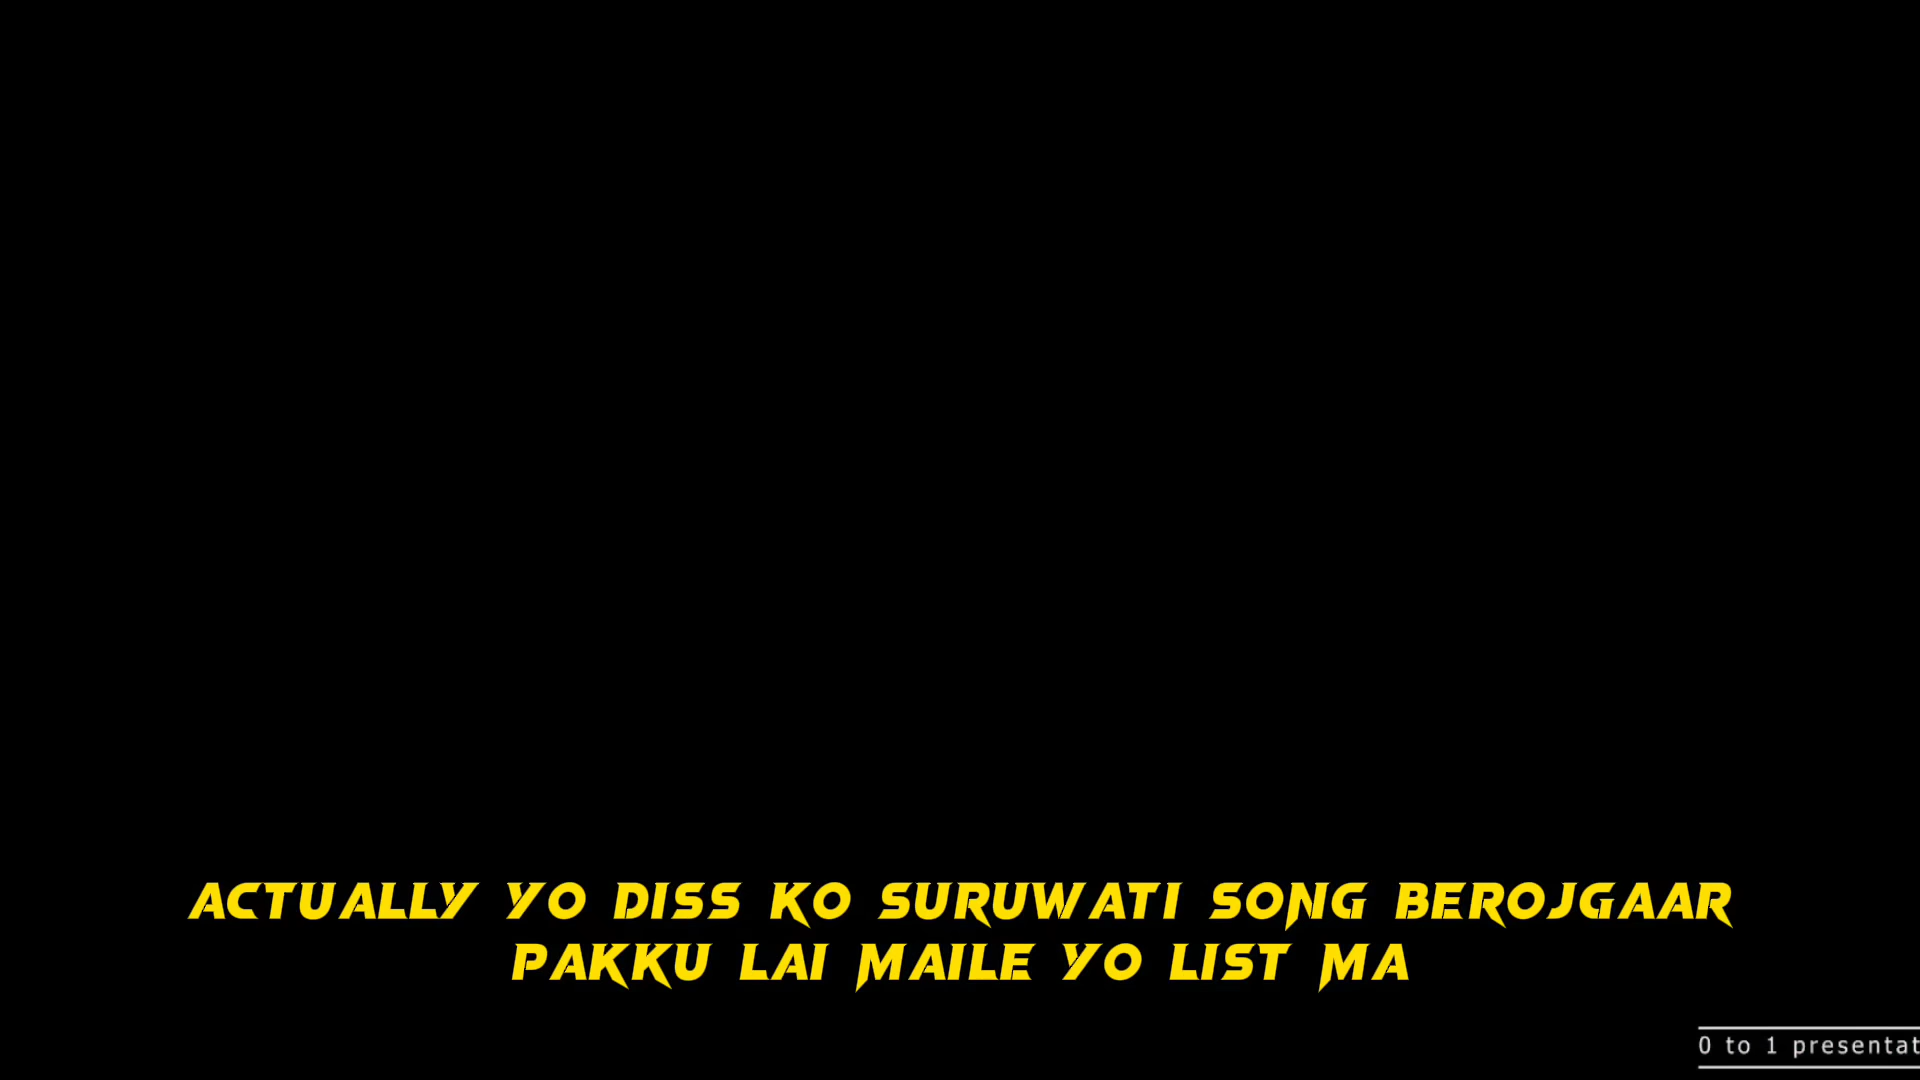 ACTUALLY YO DISS KO SURUWATI SONG BEROJGAAR
PAKKU LAI MAILE YO LIST MA
0 to 1 presentat